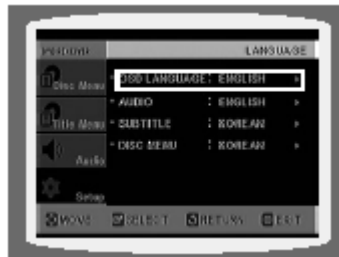 LANGUAGE
Disc Menu
OSD LANGUAGE : ENGLISH
AUDIO : ENGLISH
Title Menu
SUBTITLE : KOREAN
DISC MENU : KOREAN
Audio
Setup
MOVE SELECT RETURN EXIT